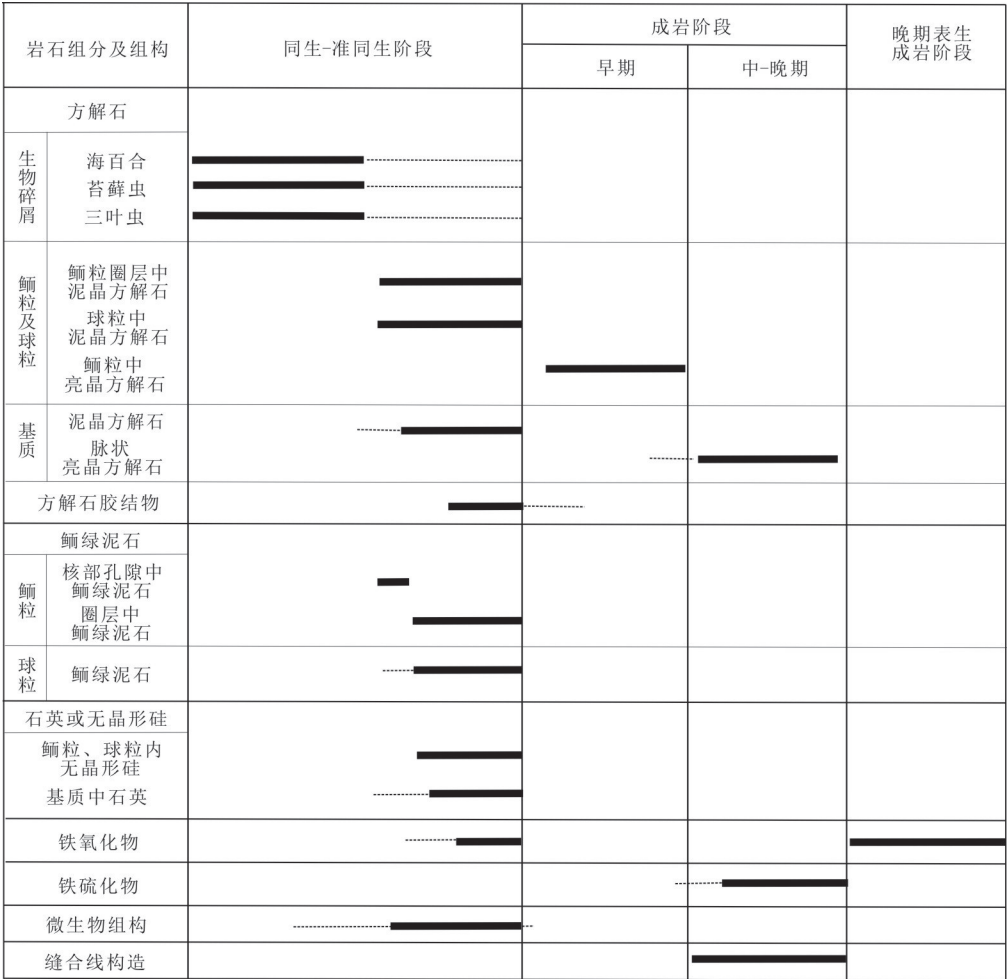 岩石组分及组构
同生-准同生阶段
成岩阶段
早期
中-晚期
晚期表生
成岩阶段
方解石
生物碎屑
海百合
苔藓虫
三叶虫
鲕粒及球粒
鲕粒圈层中
泥晶方解石
球粒中
泥晶方解石
鲕粒中
亮晶方解石
基质
泥晶方解石
脉状
亮晶方解石
方解石胶结物
鲕绿泥石
鲕粒
核部孔隙中
鲕绿泥石
圈层中
鲕绿泥石
球粒
鲕绿泥石
石英或无晶形硅
鲕粒、球粒内
无晶形硅
基质中石英
铁氧化物
铁硫化物
微生物组构
缝合线构造